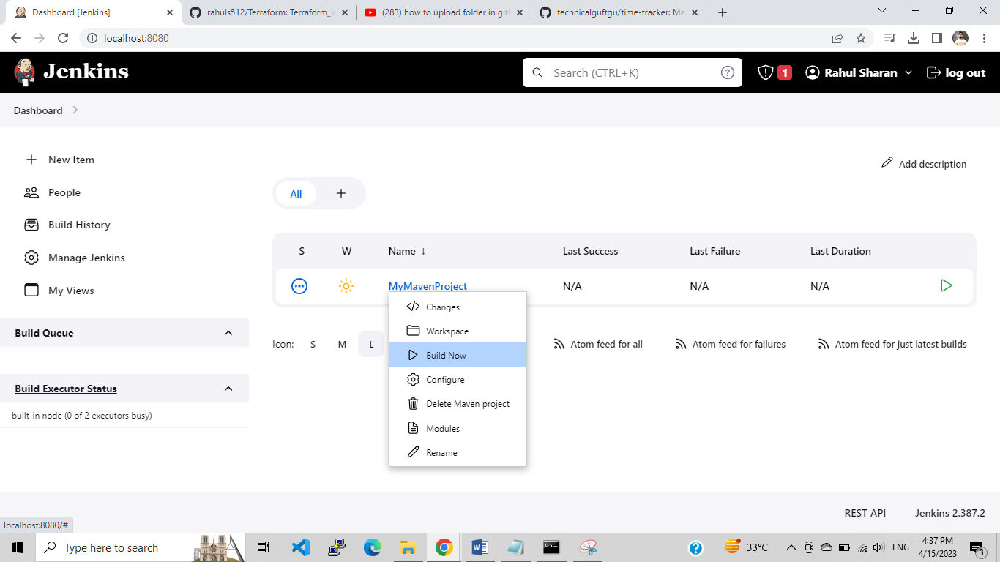 Dashboard [Jenkins]
rahuls512/Terraform: Terraform_V
(283) how to upload folder in gitl
technicalguftgu/time-tracker: Ma
localhost:8080
Jenkins
Search (CTRL+K)
1
Rahul Sharan
log out
Dashboard
New Item
People
Build History
Manage Jenkins
My Views
Build Queue
Build Executor Status
built-in node (0 of 2 executors busy)
Add description
All
S W Name ↓ Last Success Last Failure Last Duration
MyMavenProject N/A N/A N/A
Changes
Workspace
Build Now
Configure
Delete Maven project
Modules
Rename
Icon: S M L
Atom feed for all
Atom feed for failures
Atom feed for just latest builds
REST API
Jenkins 2.387.2
localhost:8080/#
Type here to search
33°C
ENG
4:37 PM
4/15/2023
3